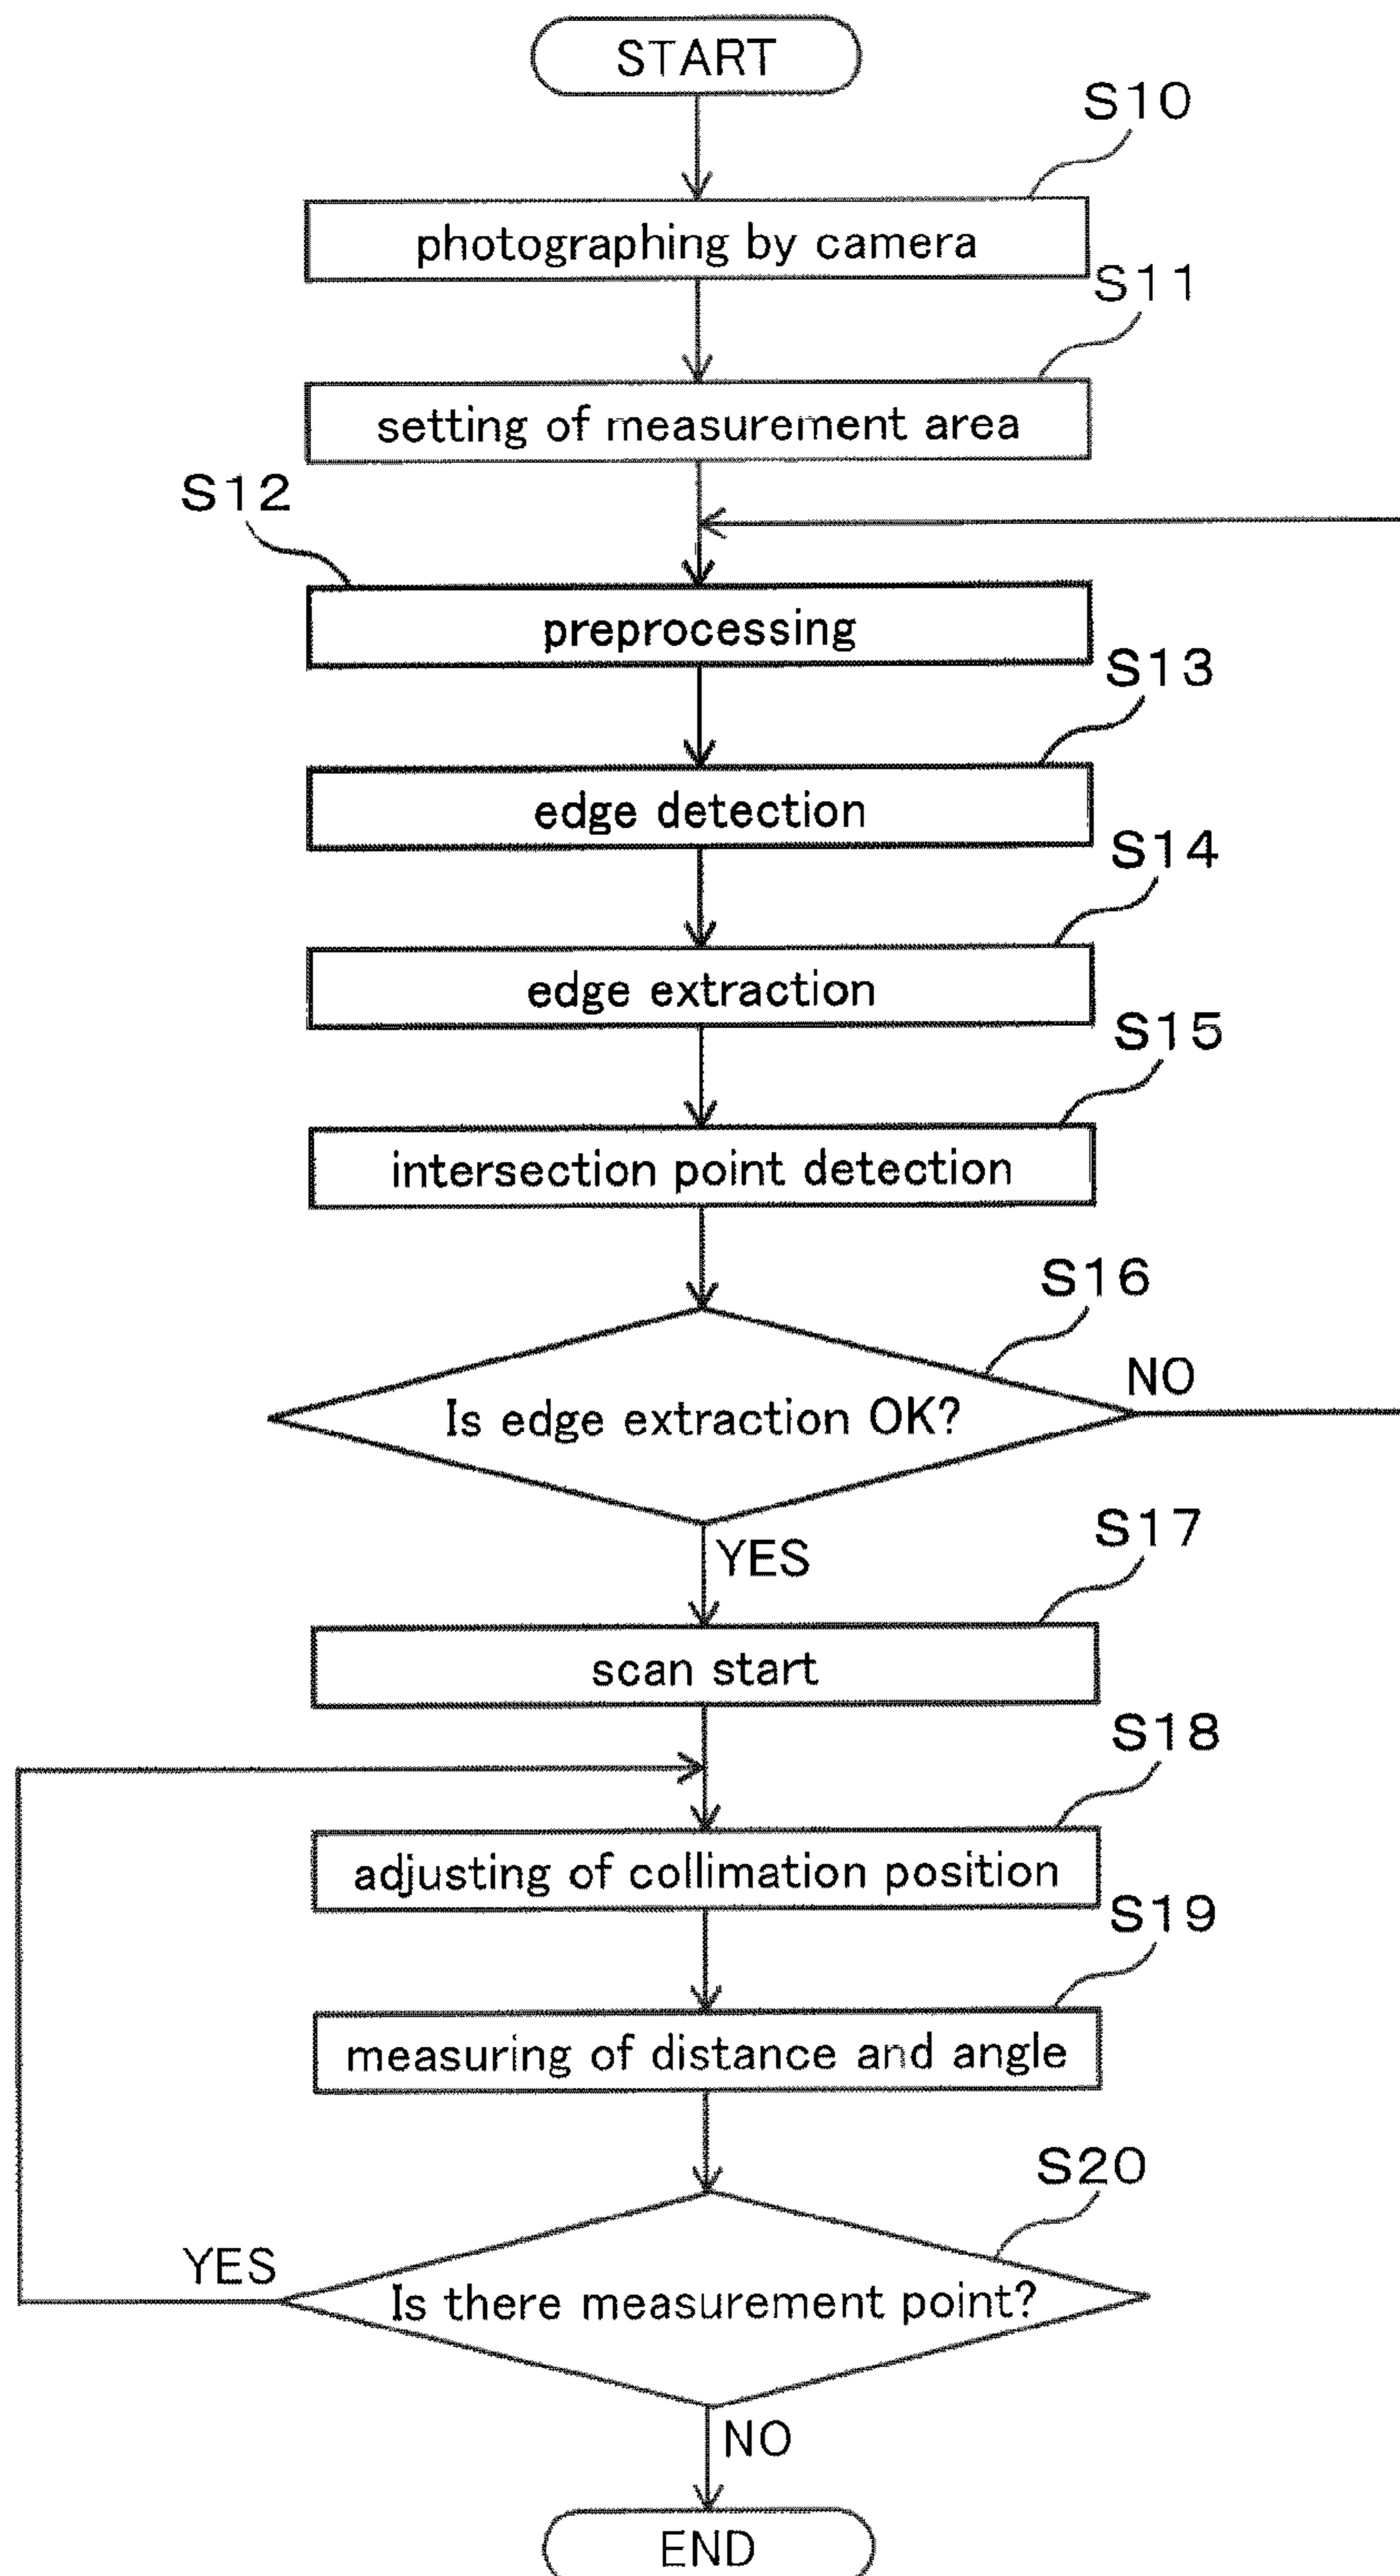 START
S10
photographing by camera
S11
setting of measurement area
S12
preprocessing
S13
edge detection
S14
edge extraction
S15
intersection point detection
S16
Is edge extraction OK?
NO
YES
S17
scan start
S18
adjusting of collimation position
S19
measuring of distance and angle
S20
YES
Is there measurement point?
NO
END